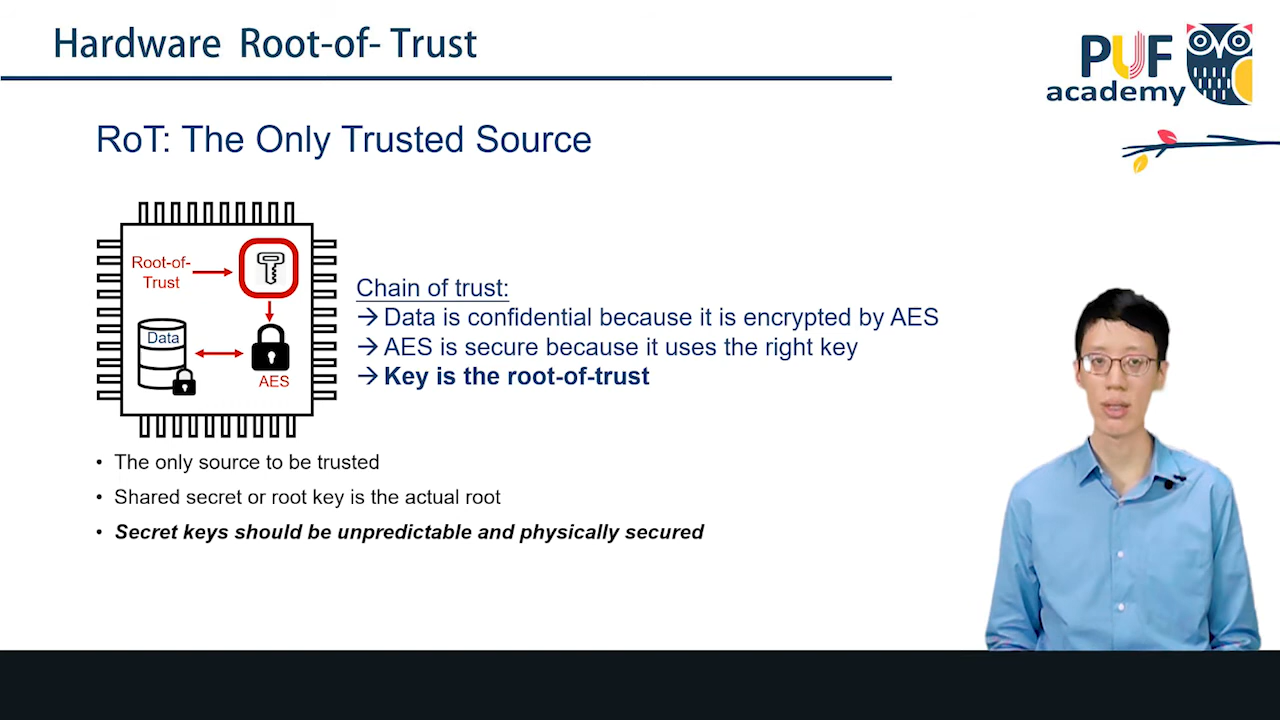 Hardware Root-of- Trust
PUF
academy
RoT: The Only Trusted Source
Root-of-
Trust
Data
AES
Chain of trust:
→ Data is confidential because it is encrypted by AES
→ AES is secure because it uses the right key
→ Key is the root-of-trust
• The only source to be trusted
• Shared secret or root key is the actual root
• Secret keys should be unpredictable and physically secured